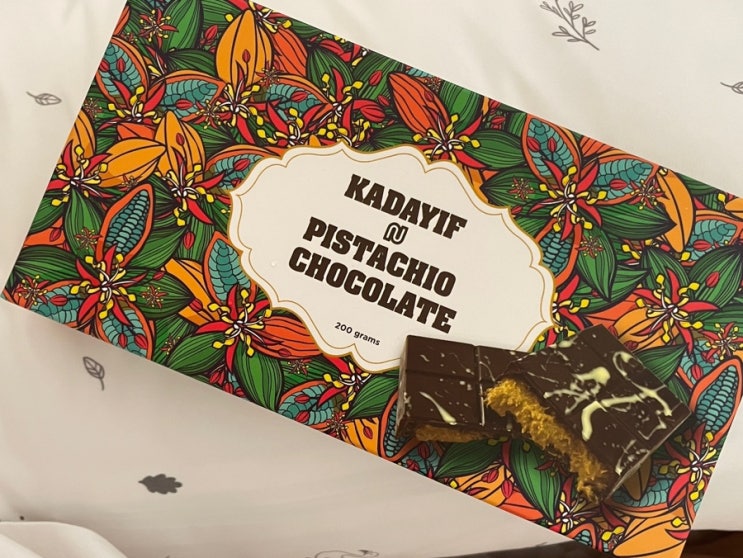 KADAYIF
N
PISTACHIO
CHOCOLATE
200 grams